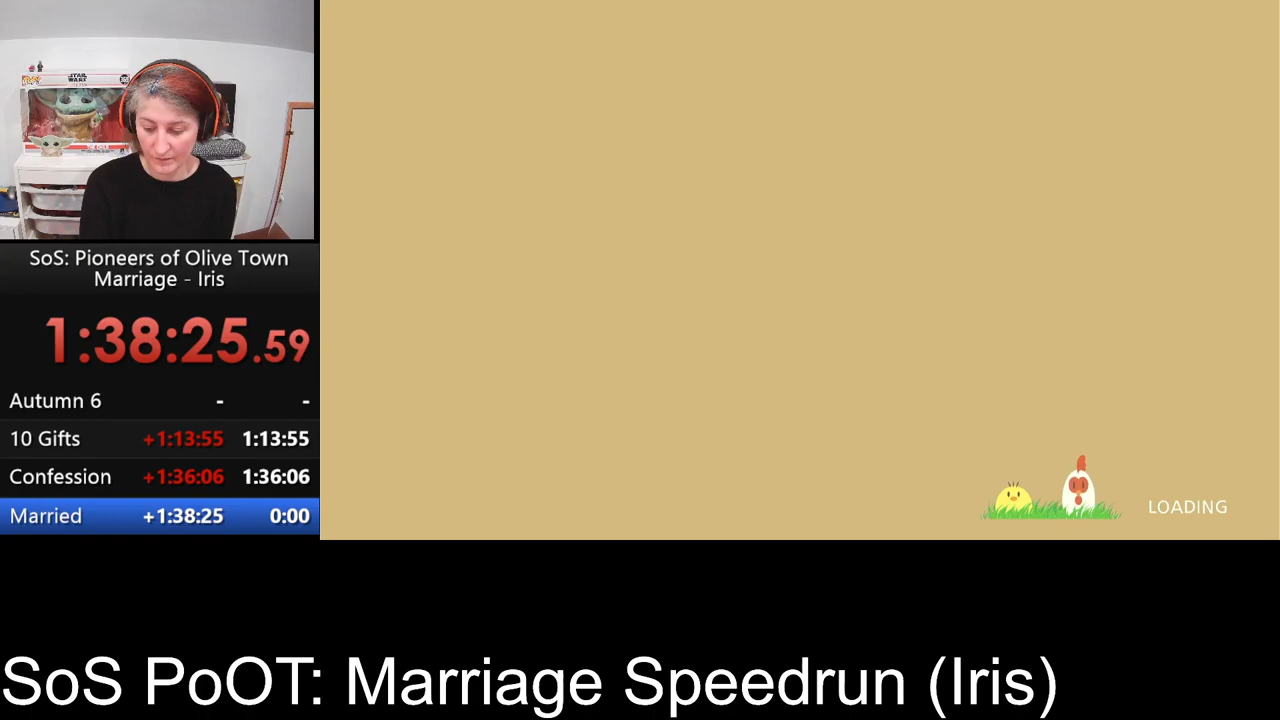 STAR
WARS
SoS: Pioneers of Olive Town
Marriage - Iris
1:38:25.59
Autumn 6 - -
10 Gifts +1:13:55 1:13:55
Confession +1:36:06 1:36:06
Married +1:38:25 0:00
LOADING
SoS PoOT: Marriage Speedrun (Iris)